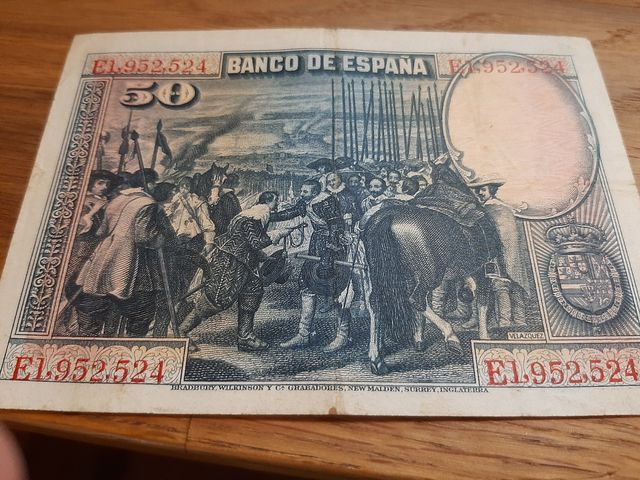 E1,952,524 BANCO DE ESPAÑA E1,952,524
50
VELAZQUEZ
E1,952,524 E1,952,524
BRADBURY, WILKINSON Y Cª GRABADORES, NEW MALDEN, SURREY, INGLATERRA